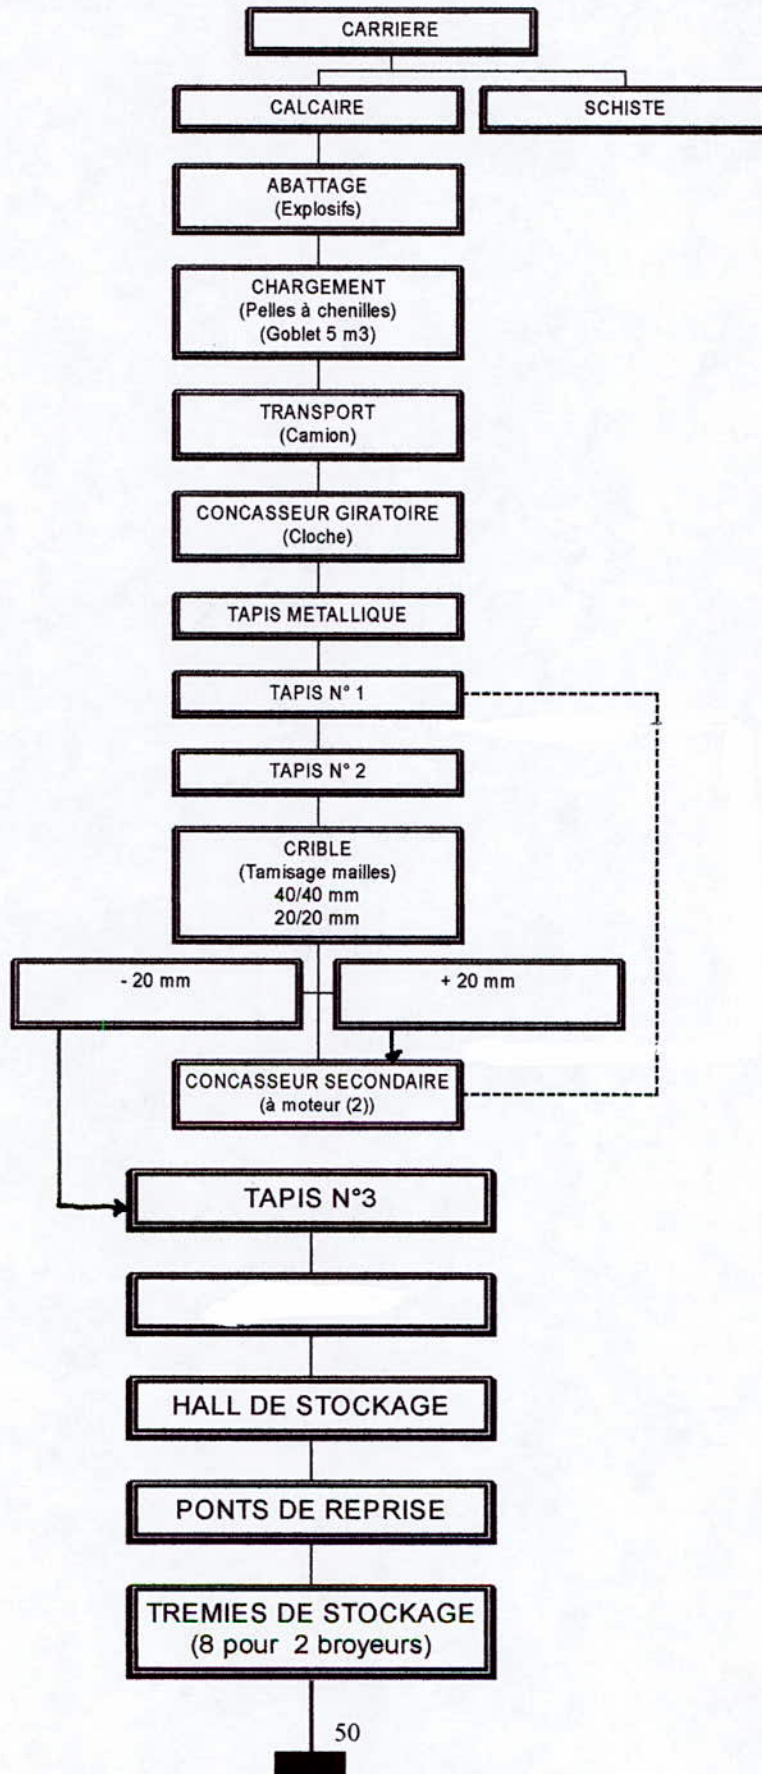 CARRIERE
CALCAIRE
SCHISTE
ABATTAGE
(Explosifs)
CHARGEMENT
(Pelles à chenilles)
(Goblet 5 m3)
TRANSPORT
(Camion)
CONCASSEUR GIRATOIRE
(Cloche)
TAPIS METALLIQUE
TAPIS N° 1
TAPIS N° 2
CRIBLE
(Tamisage mailles)
40/40 mm
20/20 mm
- 20 mm
+ 20 mm
CONCASSEUR SECONDAIRE
(à moteur (2))
TAPIS N°3
HALL DE STOCKAGE
PONTS DE REPRISE
TREMIES DE STOCKAGE
(8 pour 2 broyeurs)
50